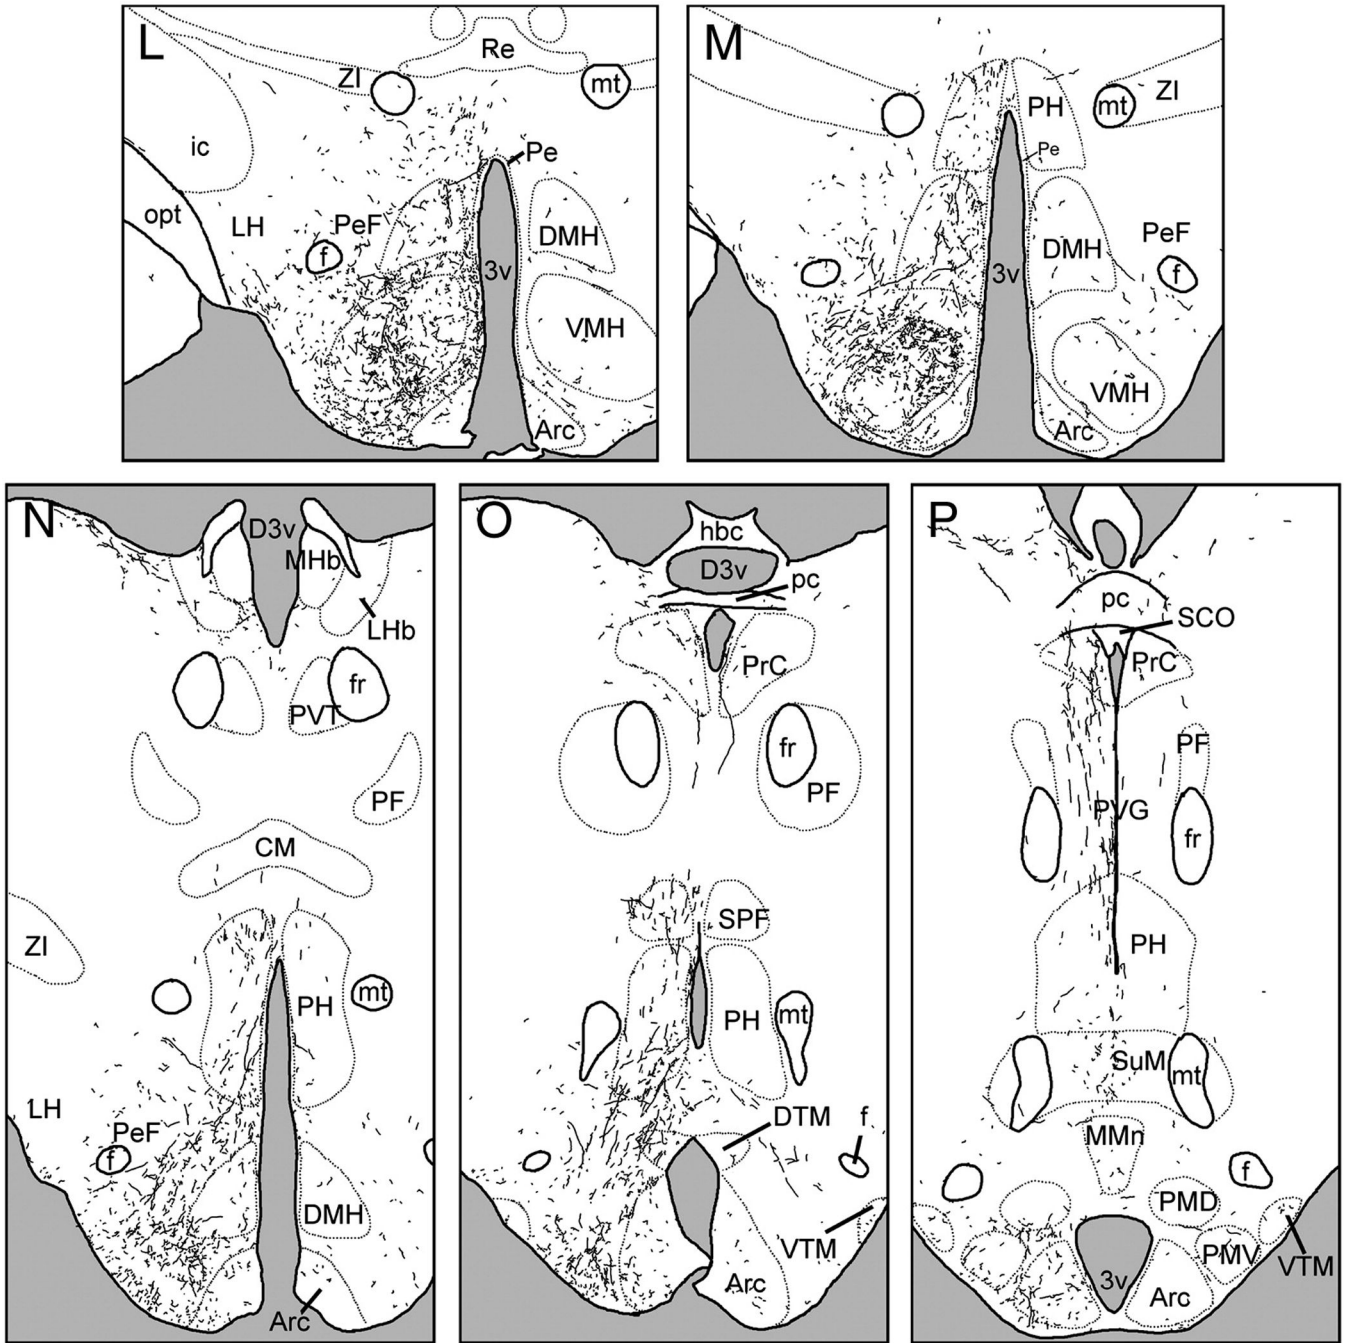 L
Re
ZI
mt
ic
Pe
opt
LH
PeF
f
DMH
3v
VMH
Arc
M
PH
mt
ZI
Pe
DMH
PeF
f
3v
VMH
Arc
N
D3v
MHb
LHb
fr
PVT
PF
CM
ZI
PH
mt
LH
PeF
f
DMH
Arc
O
hbc
D3v
pc
PrC
fr
PF
SPF
PH
mt
DTM
f
VTM
Arc
P
pc
SCO
PrC
PF
PVG
fr
PH
SuM
mt
MMn
f
PMD
PMV
VTM
3v
Arc